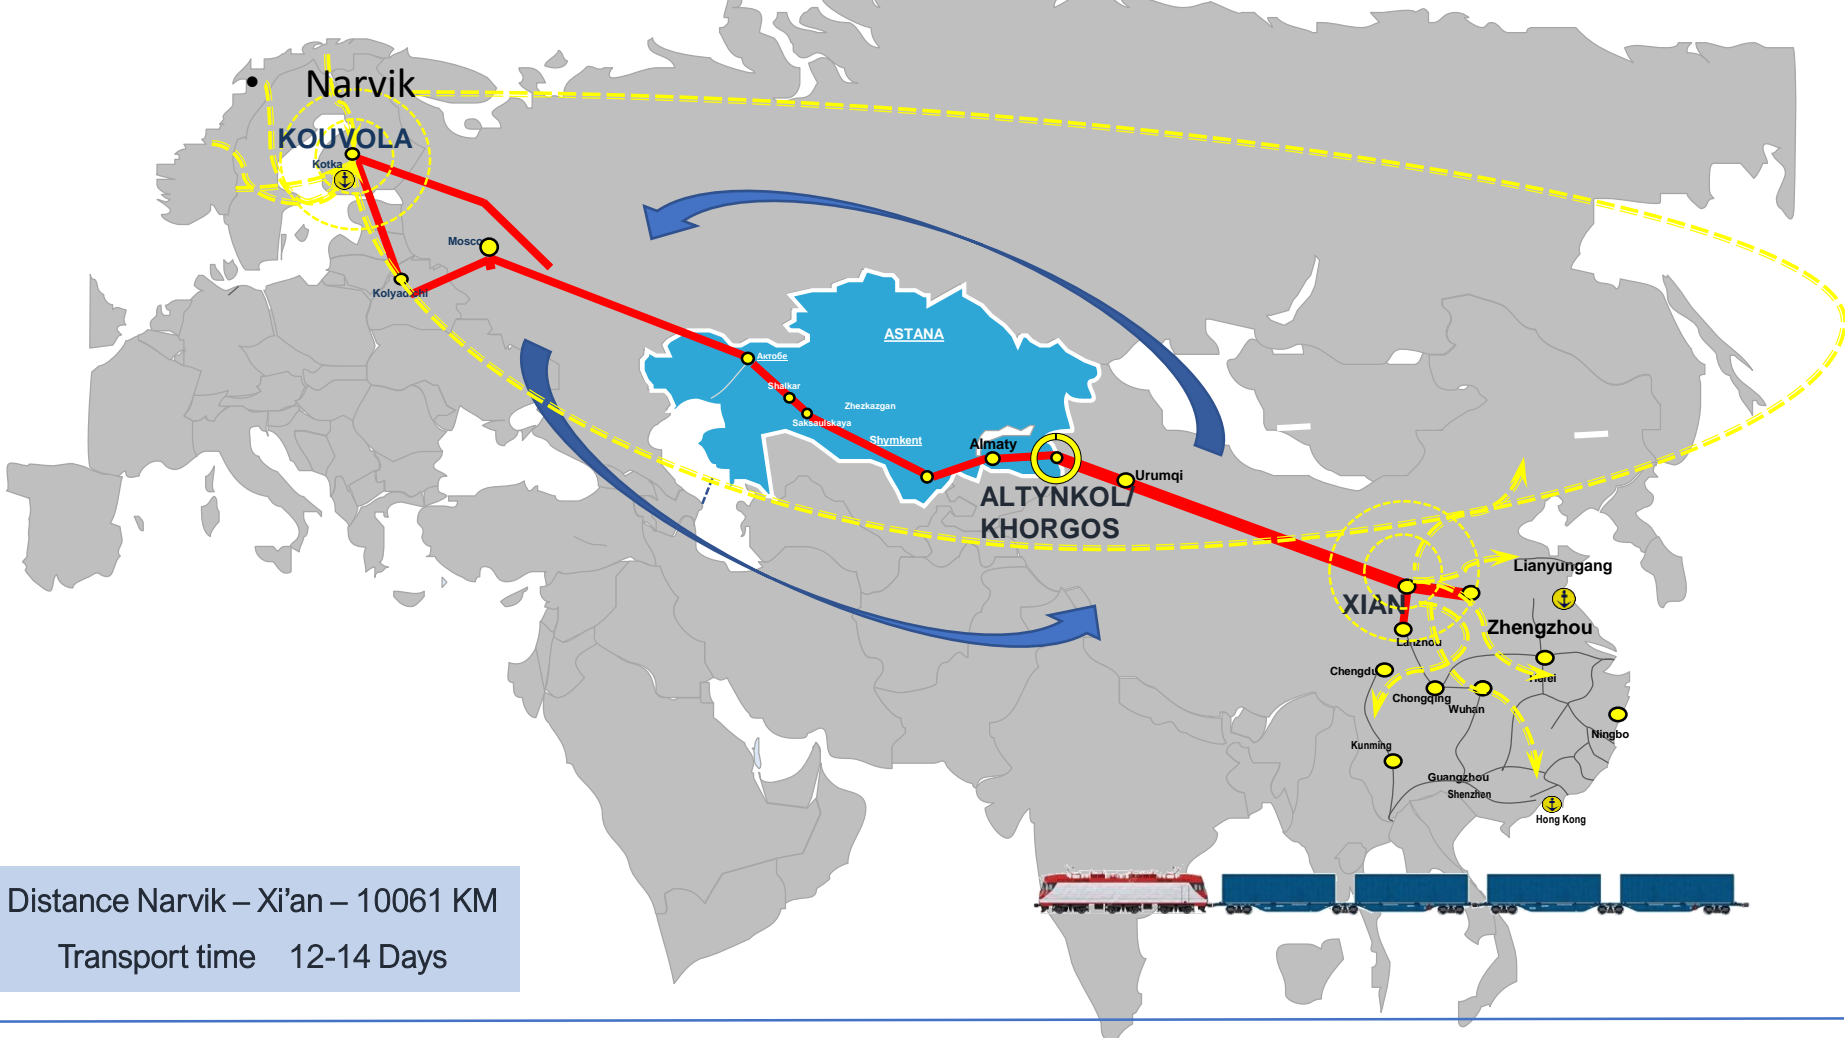 • Narvik
KOUVOLA
Kotka
Mosco
Kolyadichi
ASTANA
Актобе
Shalkar
Zhezkazgan
Saksaulskaya
Shymkent
Almaty
Urumqi
ALTYNKOL/
KHORGOS
Lianyungang
XIAN
Zhengzhou
Lanzhou
Chengdu
Hefei
Chongqing
Wuhan
Ningbo
Kunming
Guangzhou
Shenzhen
Hong Kong
Distance Narvik – Xi’an – 10061 KM
Transport time 12-14 Days